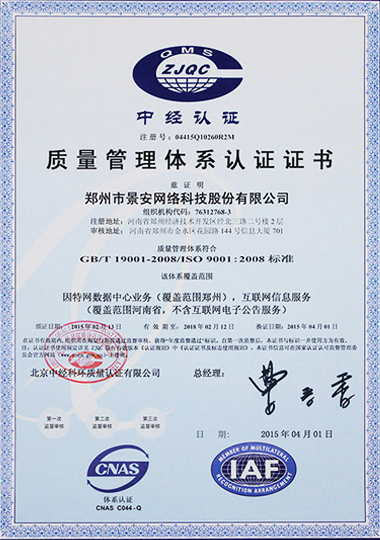 QMS
ZJQC
中经认证
注册号:04415Q10260R2M
质量管理体系认证证书
兹证明
郑州市景安网络科技股份有限公司
组织机构代码:76312768-3
注册地址:河南省郑州经济技术开发区经北三路二号楼2层
审核地址:河南省郑州市金水区花园路144号信息大厦701
质量管理体系符合
GB/T 19001-2008/ISO 9001:2008 标准
该体系覆盖范围
因特网数据中心业务(覆盖范围郑州),互联网信息服务
(覆盖范围河南省,不含互联网电子公告服务)
颁证日期:2015年02月13日 有效期至:2018年02月12日 换证日期:2015年04月01日
北京中经科环质量认证有限公司 总经理:
第一次 第二次 第三次
监督审核 监督审核 监督审核
日期:2015年04月01日
CNAS
体系认证
CNAS C044-Q
MEMBER OF MULTILATERAL
IAF
RECOGNITION ARRANGEMENT